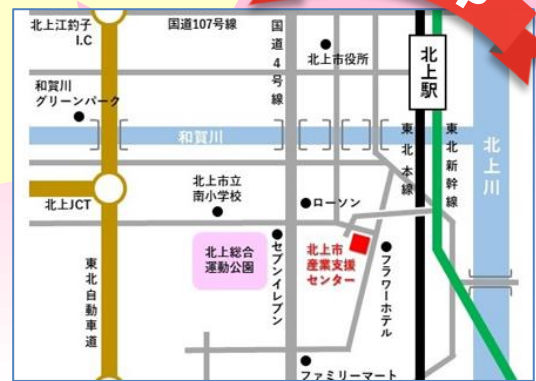 北上江釣子
I.C
国道107号線
国道4号線
北上市役所
北上駅
和賀川
グリーンパーク
和賀川
東北本線
東北新幹線
北上川
北上JCT
北上市立
南小学校
ローソン
北上総合
運動公園
セブンイレブン
北上市
産業支援
センター
フラワーホテル
東北自動車道
ファミリーマート